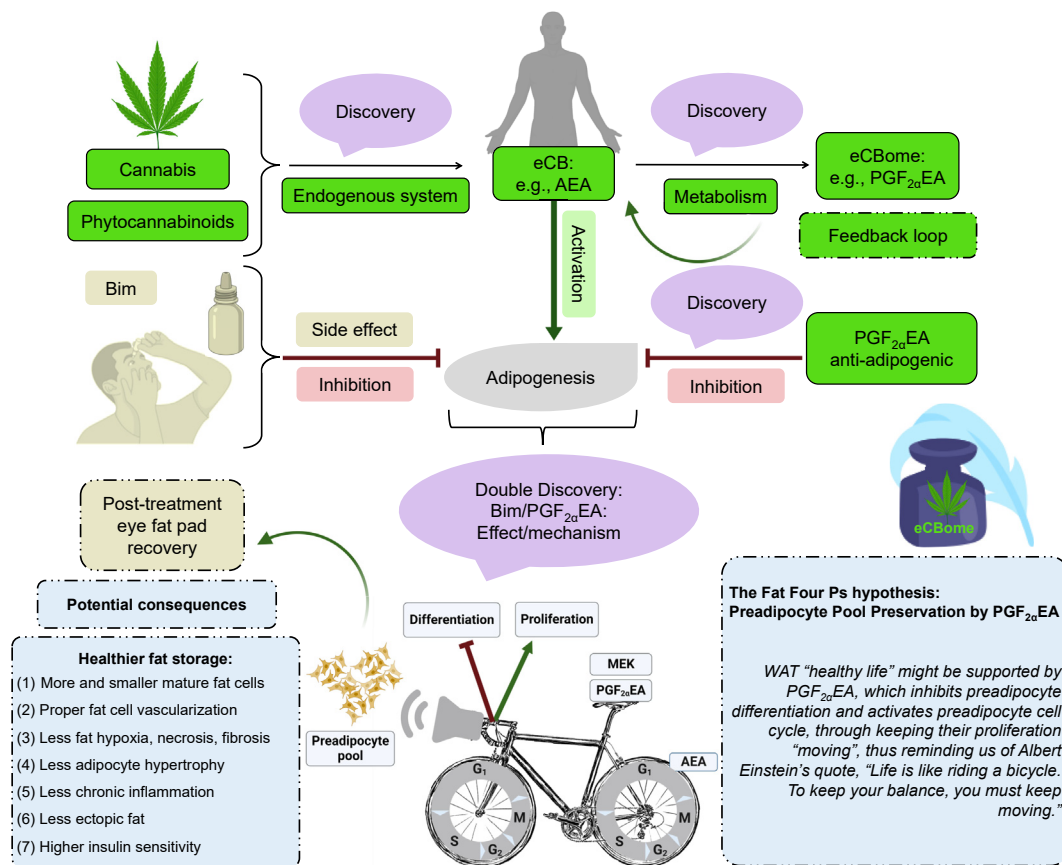 Discovery
Discovery
Cannabis
Phytocannabinoids
Endogenous system
eCB:
e.g., AEA
Metabolism
eCBome:
e.g., PGF2αEA
Feedback loop
Activation
Bim
Side effect
Inhibition
Adipogenesis
Discovery
Inhibition
PGF2αEA
anti-adipogenic
Double Discovery:
Bim/PGF2αEA:
Effect/mechanism
eCBome
Post-treatment
eye fat pad
recovery
Potential consequences
Healthier fat storage:
(1) More and smaller mature fat cells
(2) Proper fat cell vascularization
(3) Less fat hypoxia, necrosis, fibrosis
(4) Less adipocyte hypertrophy
(5) Less chronic inflammation
(6) Less ectopic fat
(7) Higher insulin sensitivity
Preadipocyte
pool
Differentiation
Proliferation
MEK
PGF2αEA
AEA
G1
M
G2
S
G1
M
G2
S
The Fat Four Ps hypothesis:
Preadipocyte Pool Preservation by PGF2αEA
WAT “healthy life” might be supported by
PGF2αEA, which inhibits preadipocyte
differentiation and activates preadipocyte cell
cycle, through keeping their proliferation
“moving”, thus reminding us of Albert
Einstein’s quote, “Life is like riding a bicycle.
To keep your balance, you must keep
moving.”